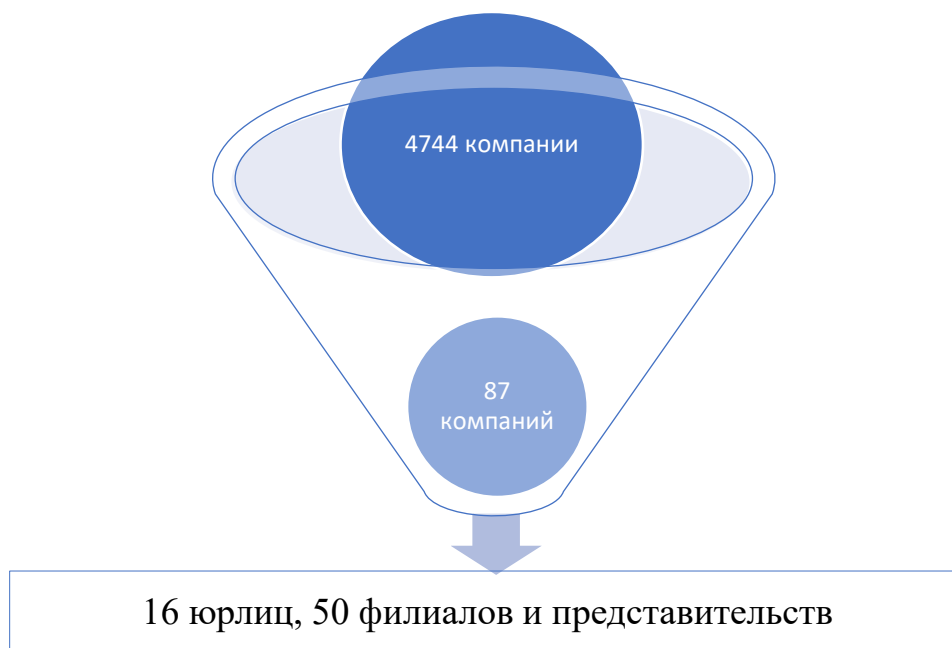 4744 компании
87
компаний
16 юрлиц, 50 филиалов и представительств